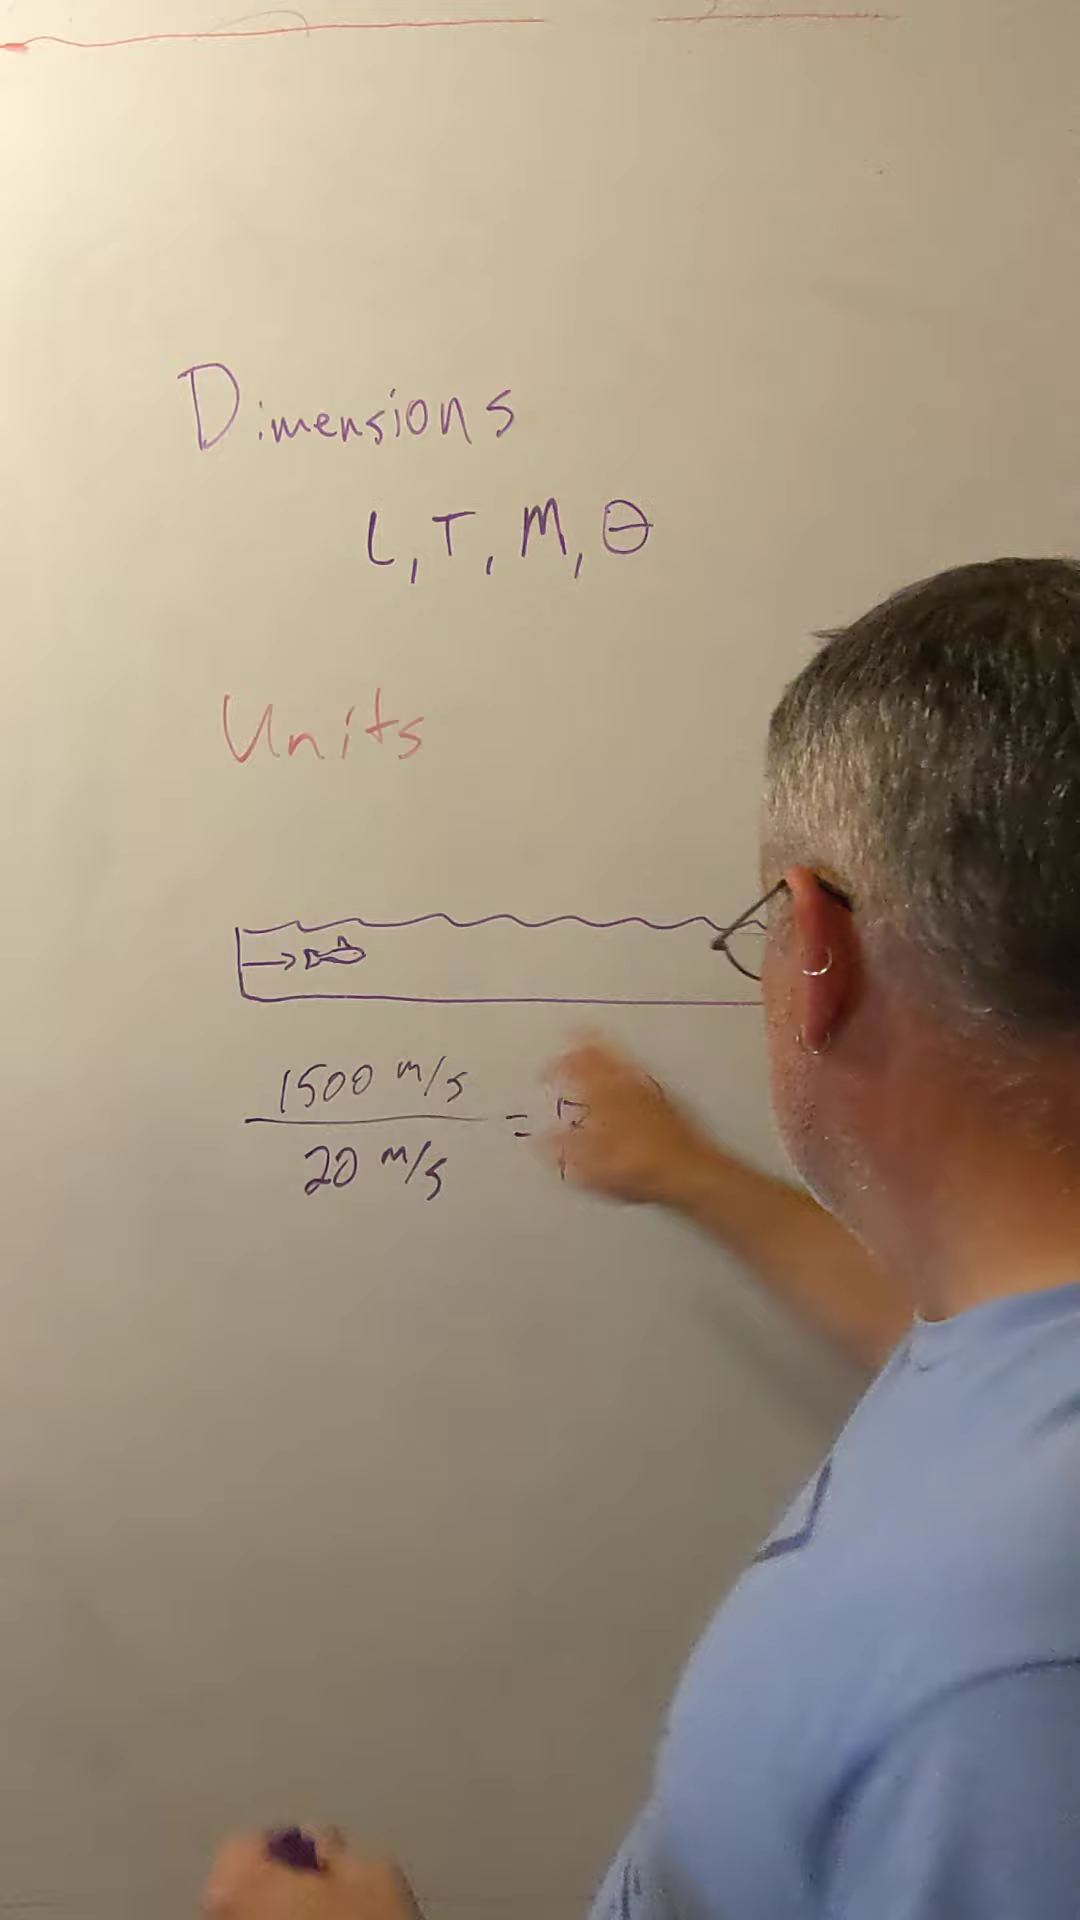 Dimensions
L, T, M, Θ
Units
1500 m/s
20 m/s
=